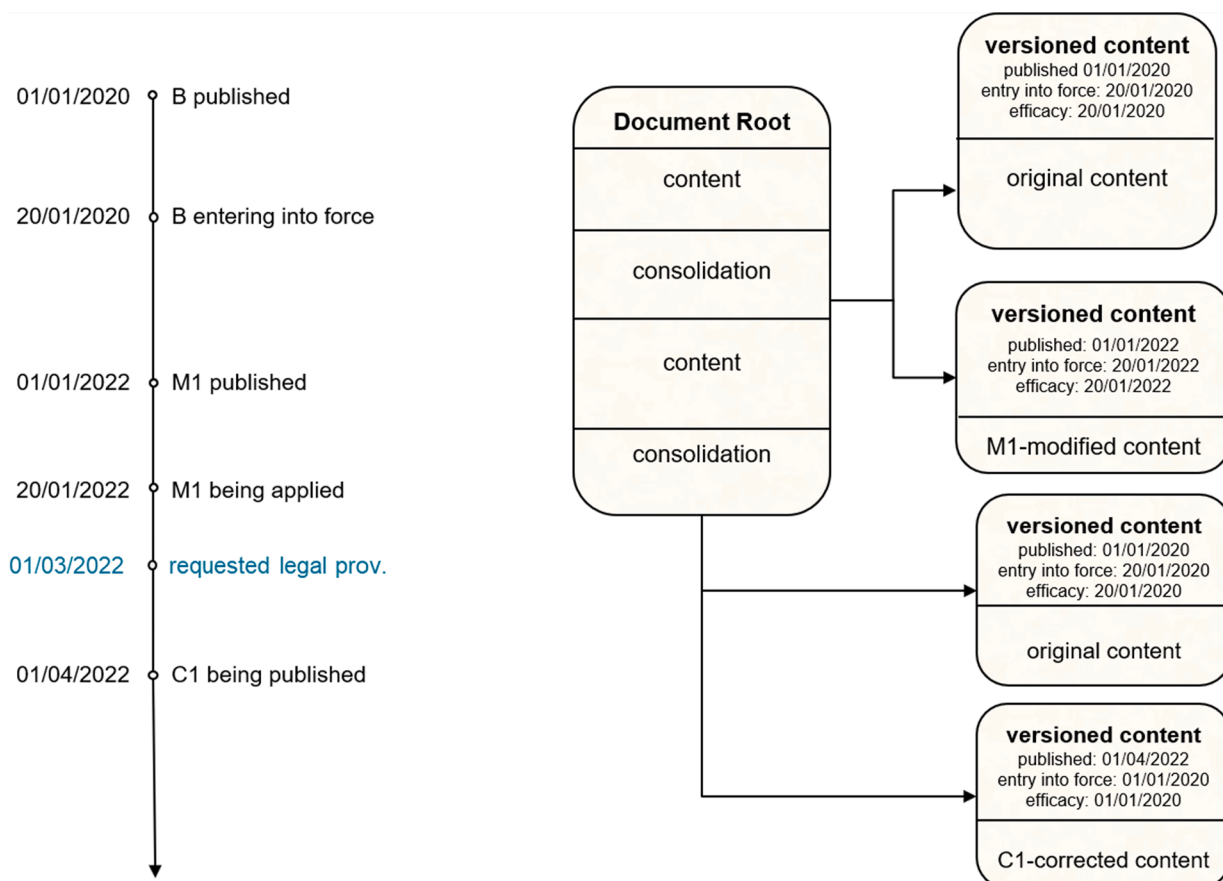 01/01/2020 B published
20/01/2020 B entering into force
01/01/2022 M1 published
20/01/2022 M1 being applied
01/03/2022 requested legal prov.
01/04/2022 C1 being published
Document Root
content
consolidation
content
consolidation
versioned content
published 01/01/2020
entry into force: 20/01/2020
efficacy: 20/01/2020
original content
versioned content
published: 01/01/2022
entry into force: 20/01/2022
efficacy: 20/01/2022
M1-modified content
versioned content
published: 01/01/2020
entry into force: 20/01/2020
efficacy: 20/01/2020
original content
versioned content
published: 01/04/2022
entry into force: 01/01/2020
efficacy: 01/01/2020
C1-corrected content